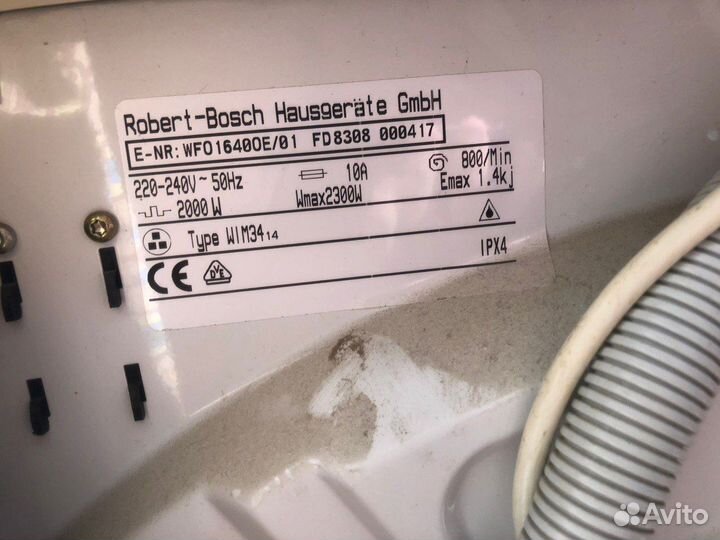 Robert-Bosch Hausgeräte GmbH
E-NR: WFO1640OE/01 FD8308 000417
220-240V ~ 50Hz 10A 800/Min
2000 W Wmax2300W Emax 1.4kj
Type WIM34 14
CE DVE IPX4
Avito